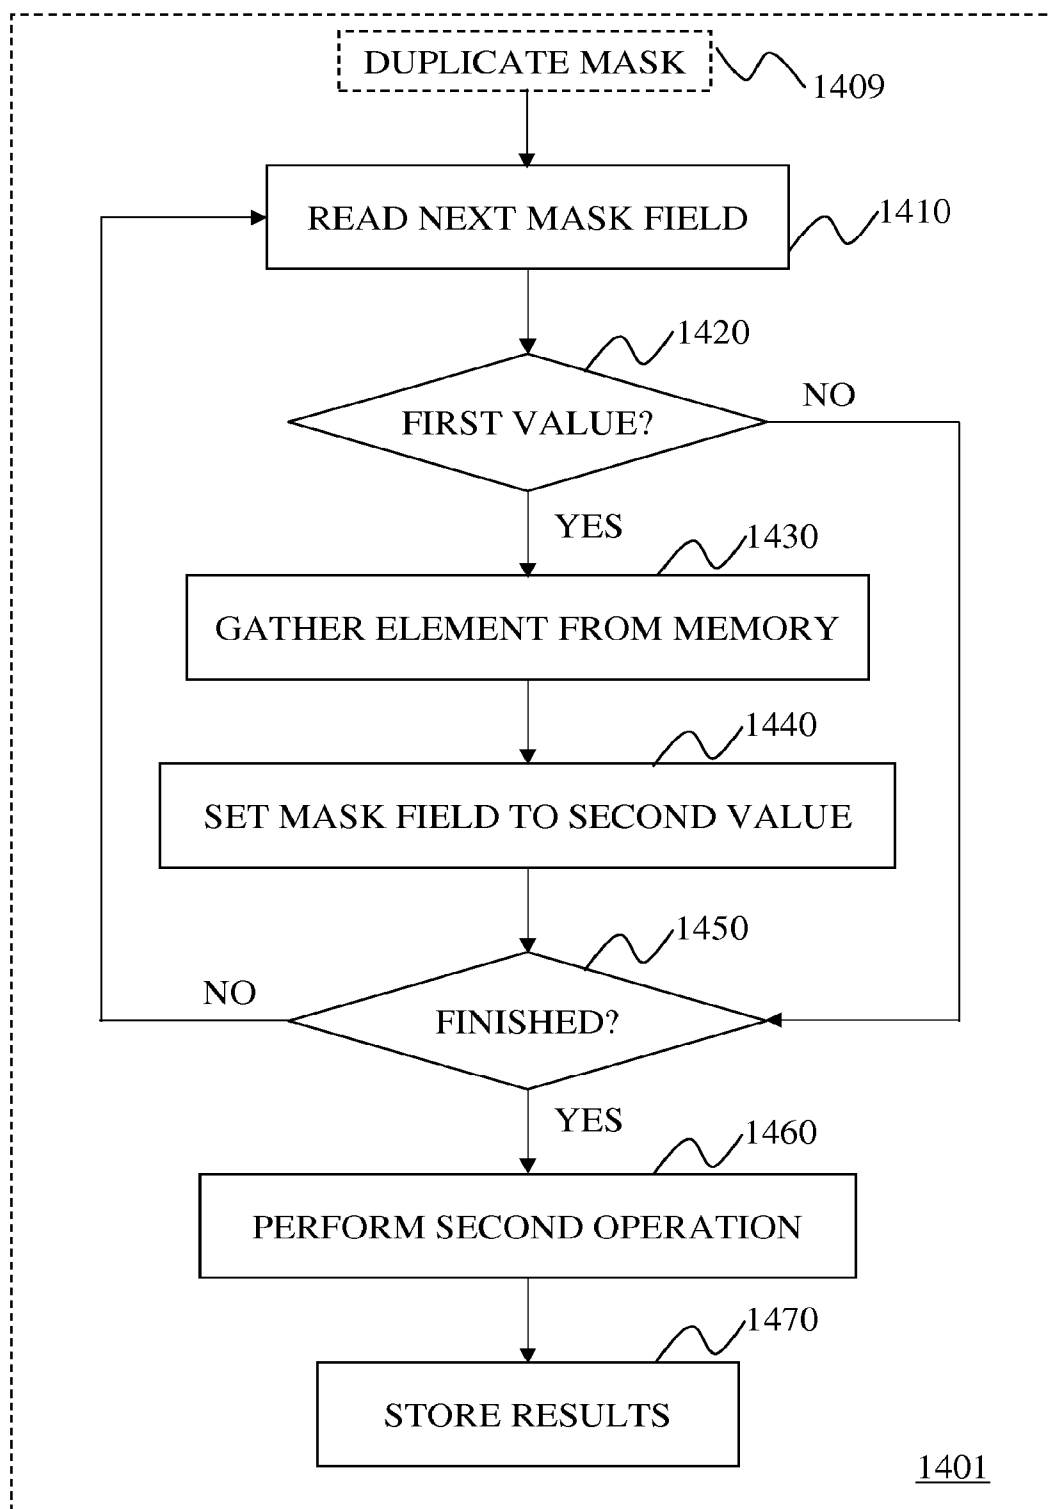 DUPLICATE MASK
1409
READ NEXT MASK FIELD
1410
1420
FIRST VALUE?
NO
YES
1430
GATHER ELEMENT FROM MEMORY
1440
SET MASK FIELD TO SECOND VALUE
1450
NO
FINISHED?
YES
1460
PERFORM SECOND OPERATION
1470
STORE RESULTS
1401